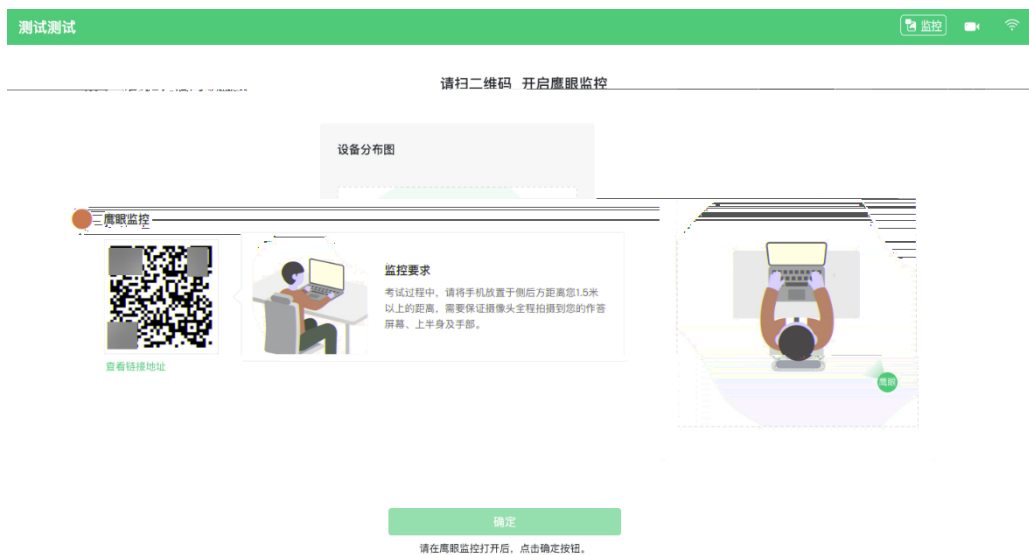 测试测试
监控
请扫二维码 开启鹰眼监控
设备分布图
鹰眼监控
监控要求
考试过程中，请将手机放置于侧后方距离您1.5米
以上的距离，需要保证摄像头全程拍摄到您的作答
屏幕、上半身及手部。
查看链接地址
鹰眼
确定
请在鹰眼监控打开后，点击确定按钮。